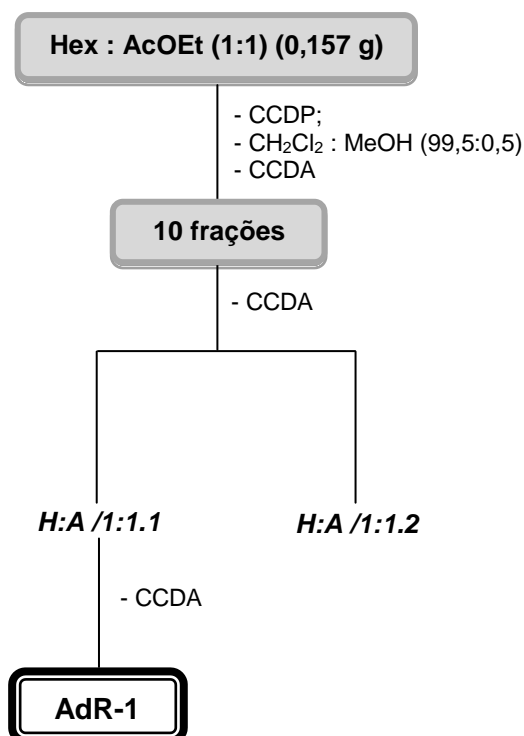 Hex : AcOEt (1:1) (0,157 g)
- CCDP;
- CH₂Cl₂ : MeOH (99,5:0,5)
- CCDA
10 frações
- CCDA
H:A /1:1.1
H:A /1:1.2
- CCDA
AdR-1